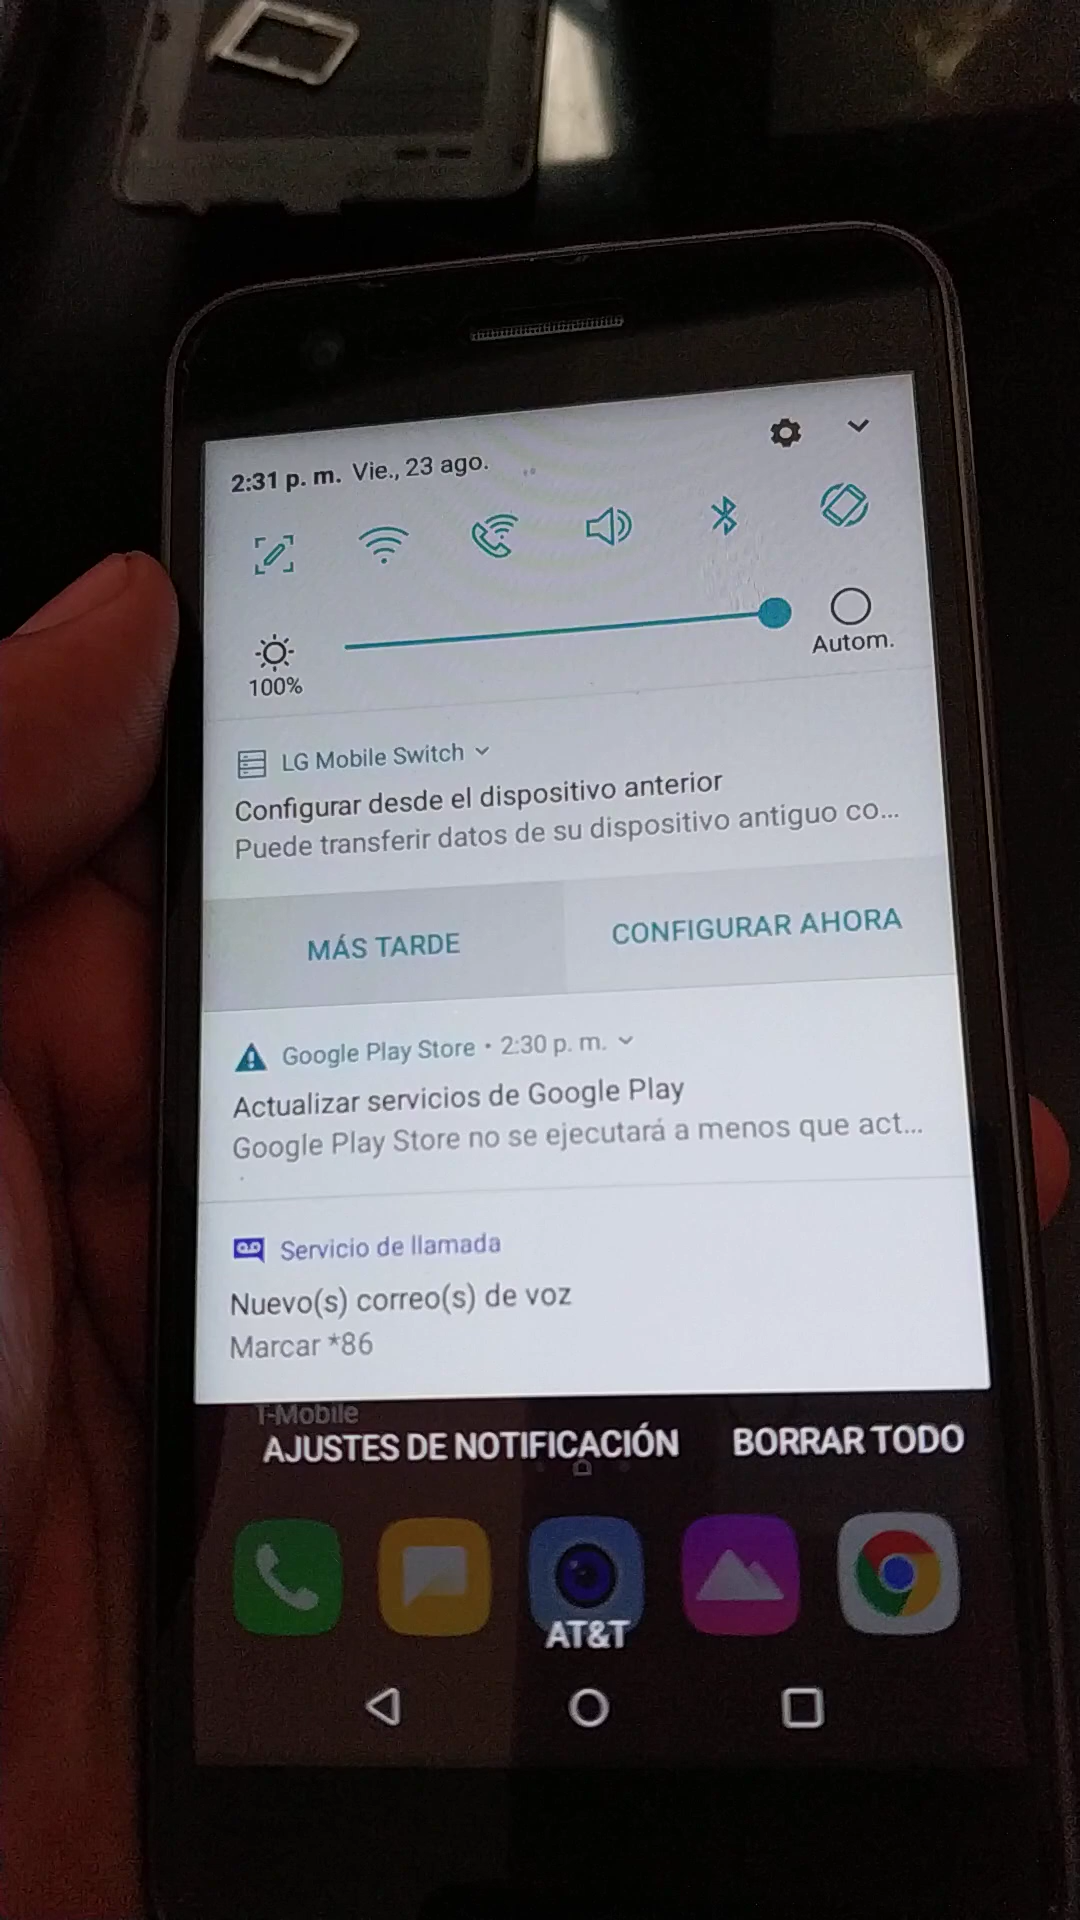 2:31 p. m. Vie., 23 ago.
100%
Autom.
LG Mobile Switch
Configurar desde el dispositivo anterior
Puede transferir datos de su dispositivo antiguo co...
MÁS TARDE
CONFIGURAR AHORA
Google Play Store • 2:30 p. m.
Actualizar servicios de Google Play
Google Play Store no se ejecutará a menos que act...
Servicio de llamada
Nuevo(s) correo(s) de voz
Marcar *86
T-Mobile
AJUSTES DE NOTIFICACIÓN
BORRAR TODO
AT&T